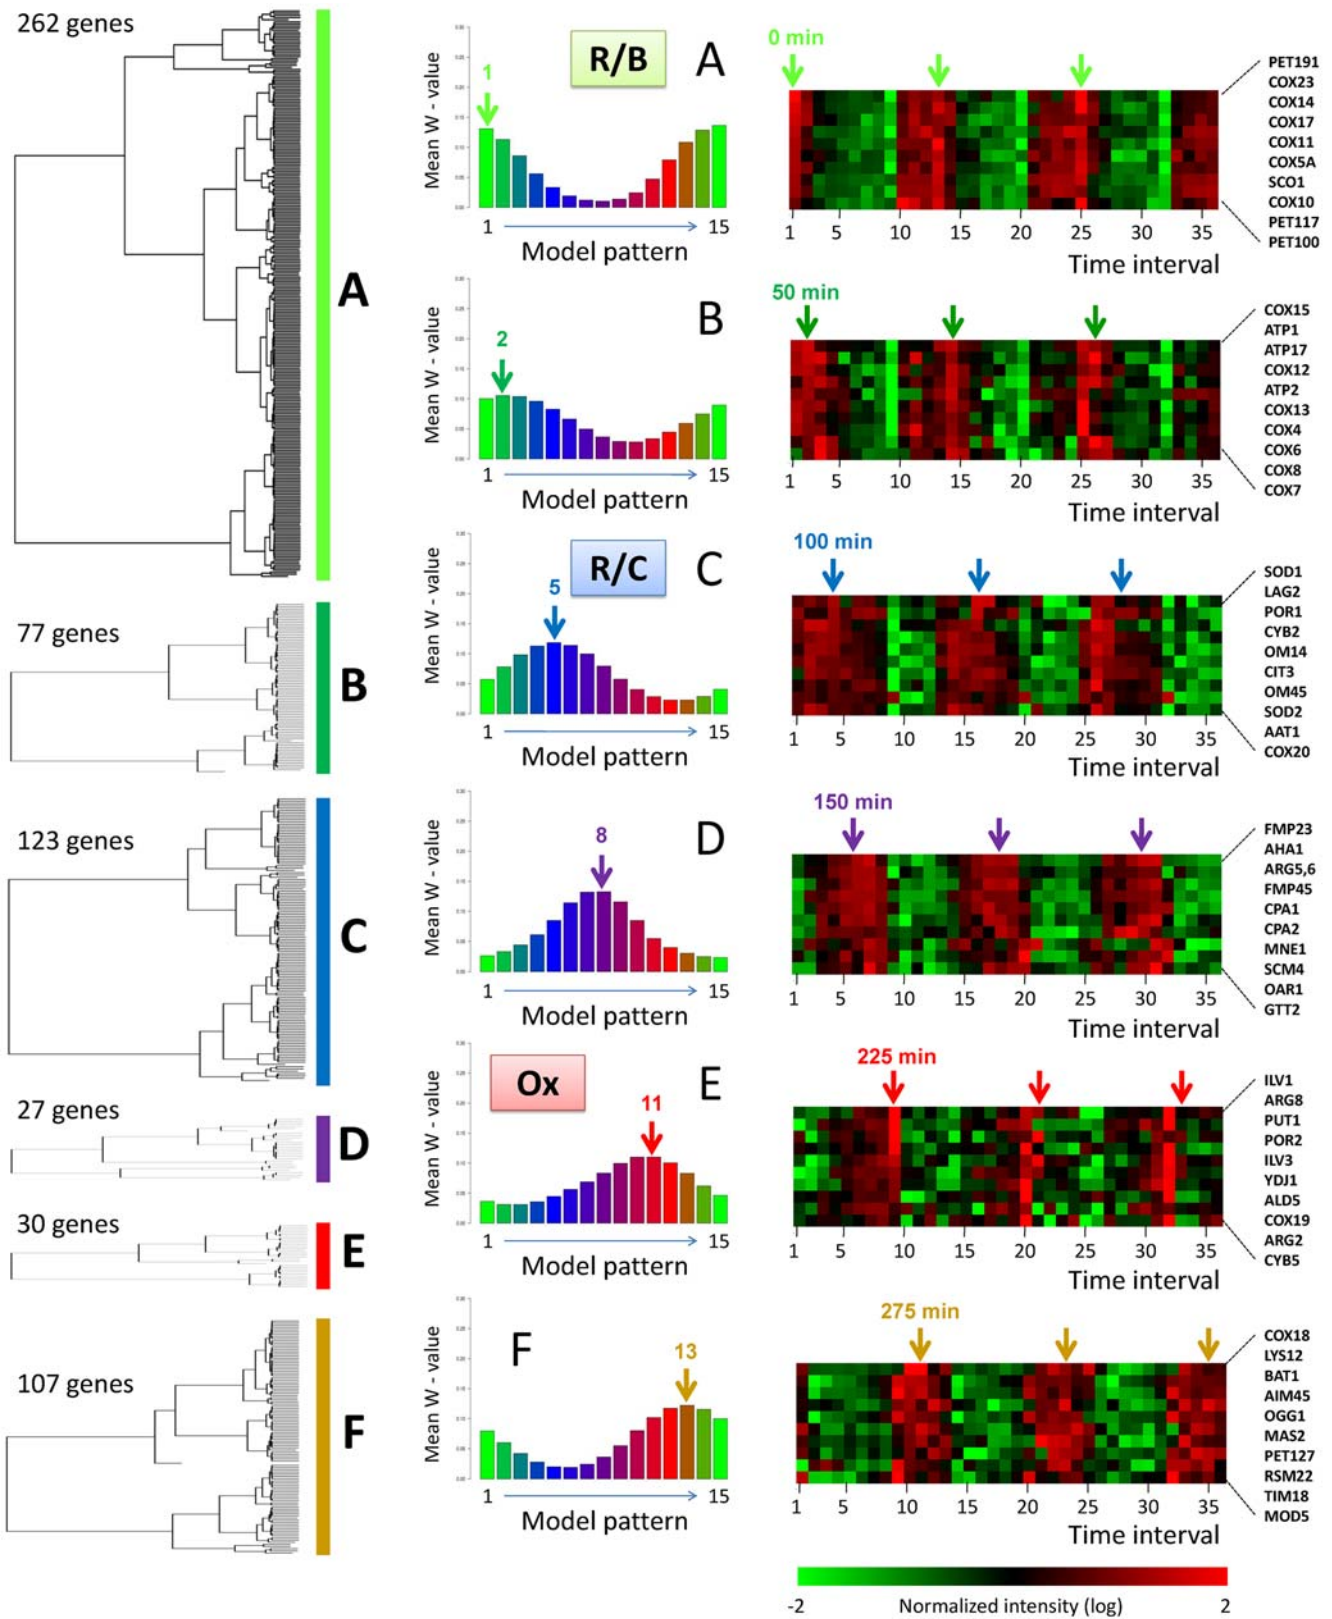 262 genes
A
77 genes
B
123 genes
C
27 genes
D
30 genes
E
107 genes
F
Mean W - value
1
R/B
A
1 15
Model pattern
0 min
1 5 10 15 20 25 30 35
Time interval
PET191
COX23
COX14
COX17
COX11
COX5A
SCO1
COX10
PET117
PET100
Mean W - value
2
B
1 15
Model pattern
50 min
1 5 10 15 20 25 30 35
Time interval
COX15
ATP1
ATP17
COX12
ATP2
COX13
COX4
COX6
COX8
COX7
Mean W - value
5
R/C
C
1 15
Model pattern
100 min
1 5 10 15 20 25 30 35
Time interval
SOD1
LAG2
POR1
CYB2
OM14
CIT3
OM45
SOD2
AAT1
COX20
Mean W - value
8
D
1 15
Model pattern
150 min
1 5 10 15 20 25 30 35
Time interval
FMP23
AHA1
ARG5,6
FMP45
CPA1
CPA2
MNE1
SCM4
OAR1
GTT2
Mean W - value
Ox
11
E
1 15
Model pattern
225 min
1 5 10 15 20 25 30 35
Time interval
ILV1
ARG8
PUT1
POR2
ILV3
YDJ1
ALD5
COX19
ARG2
CYB5
Mean W - value
F
13
1 15
Model pattern
275 min
1 5 10 15 20 25 30 35
Time interval
COX18
LYS12
BAT1
AIM45
OGG1
MAS2
PET127
RSM22
TIM18
MOD5
-2 Normalized intensity (log) 2